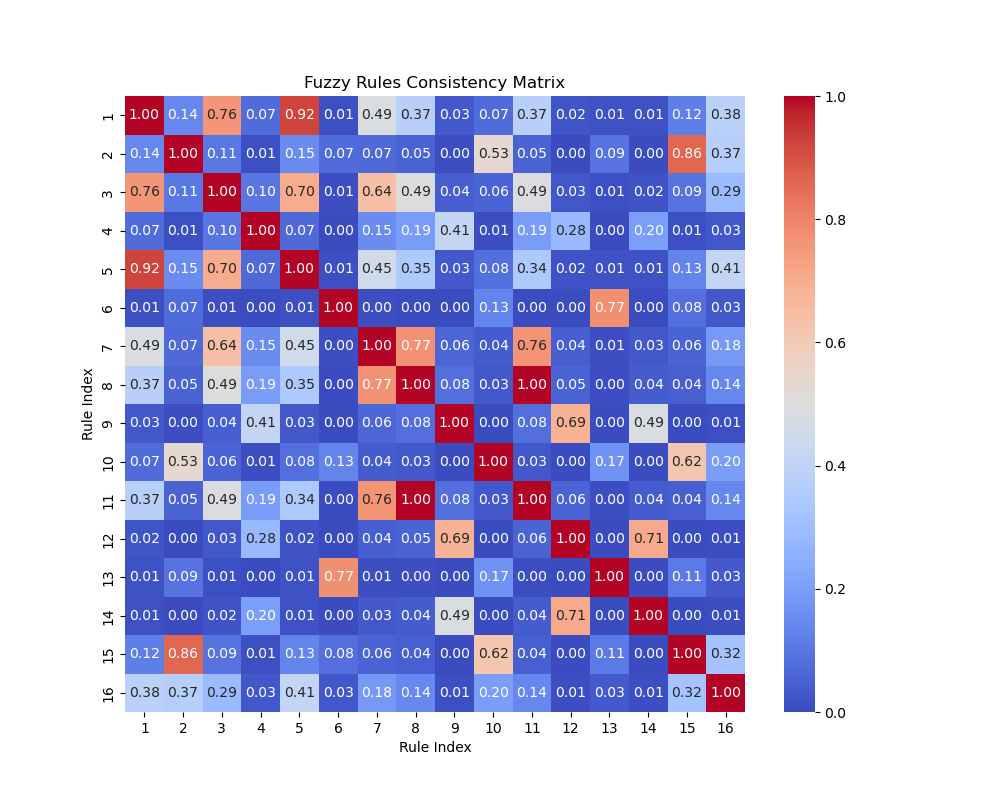 Fuzzy Rules Consistency Matrix
1 1.00 0.14 0.76 0.07 0.92 0.01 0.49 0.37 0.03 0.07 0.37 0.02 0.01 0.01 0.12 0.38
2 0.14 1.00 0.11 0.01 0.15 0.07 0.07 0.05 0.00 0.53 0.05 0.00 0.09 0.00 0.86 0.37
3 0.76 0.11 1.00 0.10 0.70 0.01 0.64 0.49 0.04 0.06 0.49 0.03 0.01 0.02 0.09 0.29
4 0.07 0.01 0.10 1.00 0.07 0.00 0.15 0.19 0.41 0.01 0.19 0.28 0.00 0.20 0.01 0.03
5 0.92 0.15 0.70 0.07 1.00 0.01 0.45 0.35 0.03 0.08 0.34 0.02 0.01 0.01 0.13 0.41
6 0.01 0.07 0.01 0.00 0.01 1.00 0.00 0.00 0.00 0.13 0.00 0.00 0.77 0.00 0.08 0.03
7 0.49 0.07 0.64 0.15 0.45 0.00 1.00 0.77 0.06 0.04 0.76 0.04 0.01 0.03 0.06 0.18
8 0.37 0.05 0.49 0.19 0.35 0.00 0.77 1.00 0.08 0.03 1.00 0.05 0.00 0.04 0.04 0.14
9 0.03 0.00 0.04 0.41 0.03 0.00 0.06 0.08 1.00 0.00 0.08 0.69 0.00 0.49 0.00 0.01
10 0.07 0.53 0.06 0.01 0.08 0.13 0.04 0.03 0.00 1.00 0.03 0.00 0.17 0.00 0.62 0.20
11 0.37 0.05 0.49 0.19 0.34 0.00 0.76 1.00 0.08 0.03 1.00 0.06 0.00 0.04 0.04 0.14
12 0.02 0.00 0.03 0.28 0.02 0.00 0.04 0.05 0.69 0.00 0.06 1.00 0.00 0.71 0.00 0.01
13 0.01 0.09 0.01 0.00 0.01 0.77 0.01 0.00 0.00 0.17 0.00 0.00 1.00 0.00 0.11 0.03
14 0.01 0.00 0.02 0.20 0.01 0.00 0.03 0.04 0.49 0.00 0.04 0.71 0.00 1.00 0.00 0.01
15 0.12 0.86 0.09 0.01 0.13 0.08 0.06 0.04 0.00 0.62 0.04 0.00 0.11 0.00 1.00 0.32
16 0.38 0.37 0.29 0.03 0.41 0.03 0.18 0.14 0.01 0.20 0.14 0.01 0.03 0.01 0.32 1.00
1 2 3 4 5 6 7 8 9 10 11 12 13 14 15 16
Rule Index
Rule Index
1.0
0.8
0.6
0.4
0.2
0.0